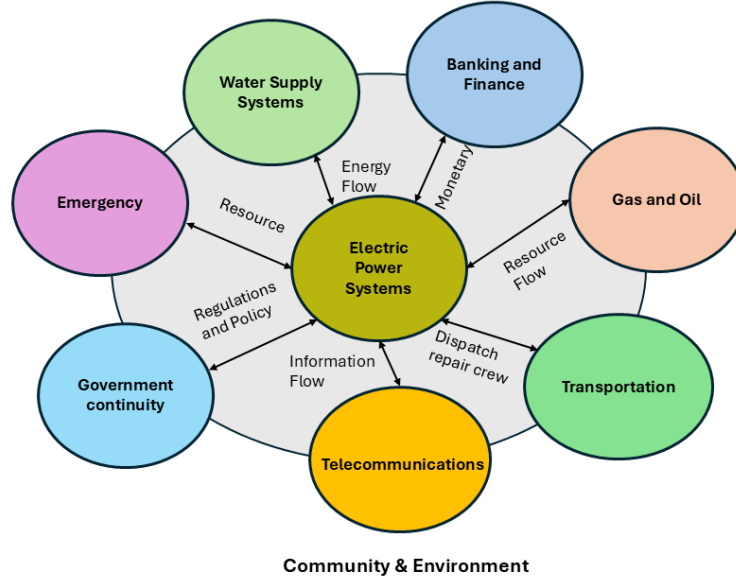 Banking and
Finance
Water Supply
Systems
Energy
Flow
Monetary
Emergency
Resource
Gas and Oil
Electric
Power
Systems
Resource
Flow
Regulations
and Policy
Information
Flow
Dispatch
repair crew
Government
continuity
Transportation
Telecommunications
Community & Environment